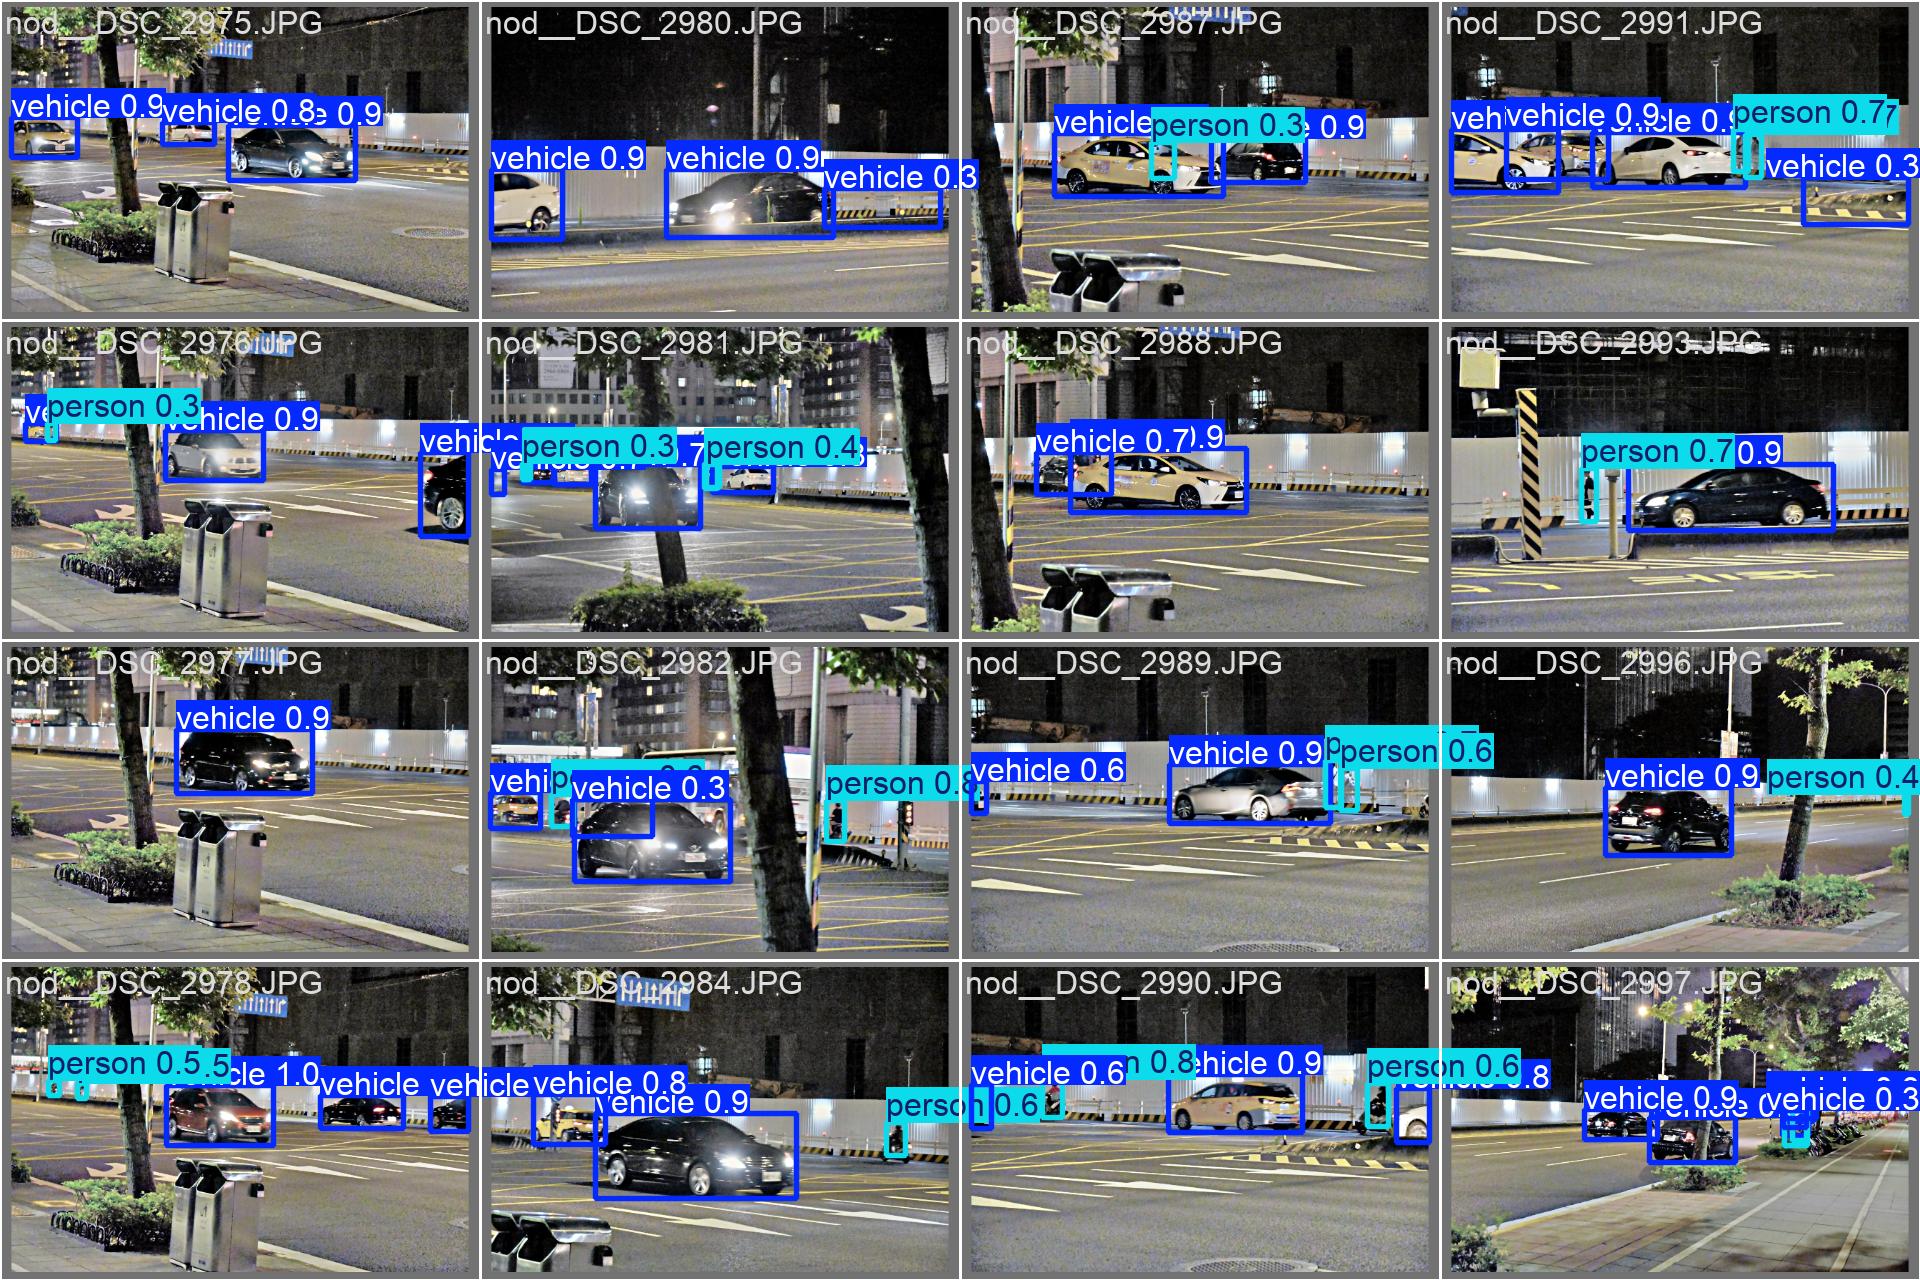 nod__DSC_2975.JPG
vehicle 0.9
vehicle 0.8
0.9
nod__DSC_2980.JPG
vehicle 0.9
vehicle 0.9
vehicle 0.3
nod__DSC_2987.JPG
vehicle
person 0.3
0.9
nod__DSC_2991.JPG
vehicle 0.9
person 0.7
vehicle 0.3
nod__DSC_2976.JPG
person 0.3
vehicle 0.9
vehicle
nod__DSC_2981.JPG
person 0.3
person 0.4
nod__DSC_2988.JPG
vehicle 0.7
nod__DSC_2993.JPG
person 0.7
0.9
nod__DSC_2977.JPG
vehicle 0.9
nod__DSC_2982.JPG
vehicle 0.3
person 0.8
nod__DSC_2989.JPG
vehicle 0.6
vehicle 0.9
person 0.6
nod__DSC_2996.JPG
vehicle 0.9
person 0.4
nod__DSC_2978.JPG
person 0.5
vehicle 1.0
vehicle
vehicle
nod__DSC_2984.JPG
vehicle 0.8
vehicle 0.9
person 0.6
nod__DSC_2990.JPG
vehicle 0.6
0.8
vehicle 0.9
person 0.6
nod__DSC_2997.JPG
vehicle 0.9
vehicle 0.3